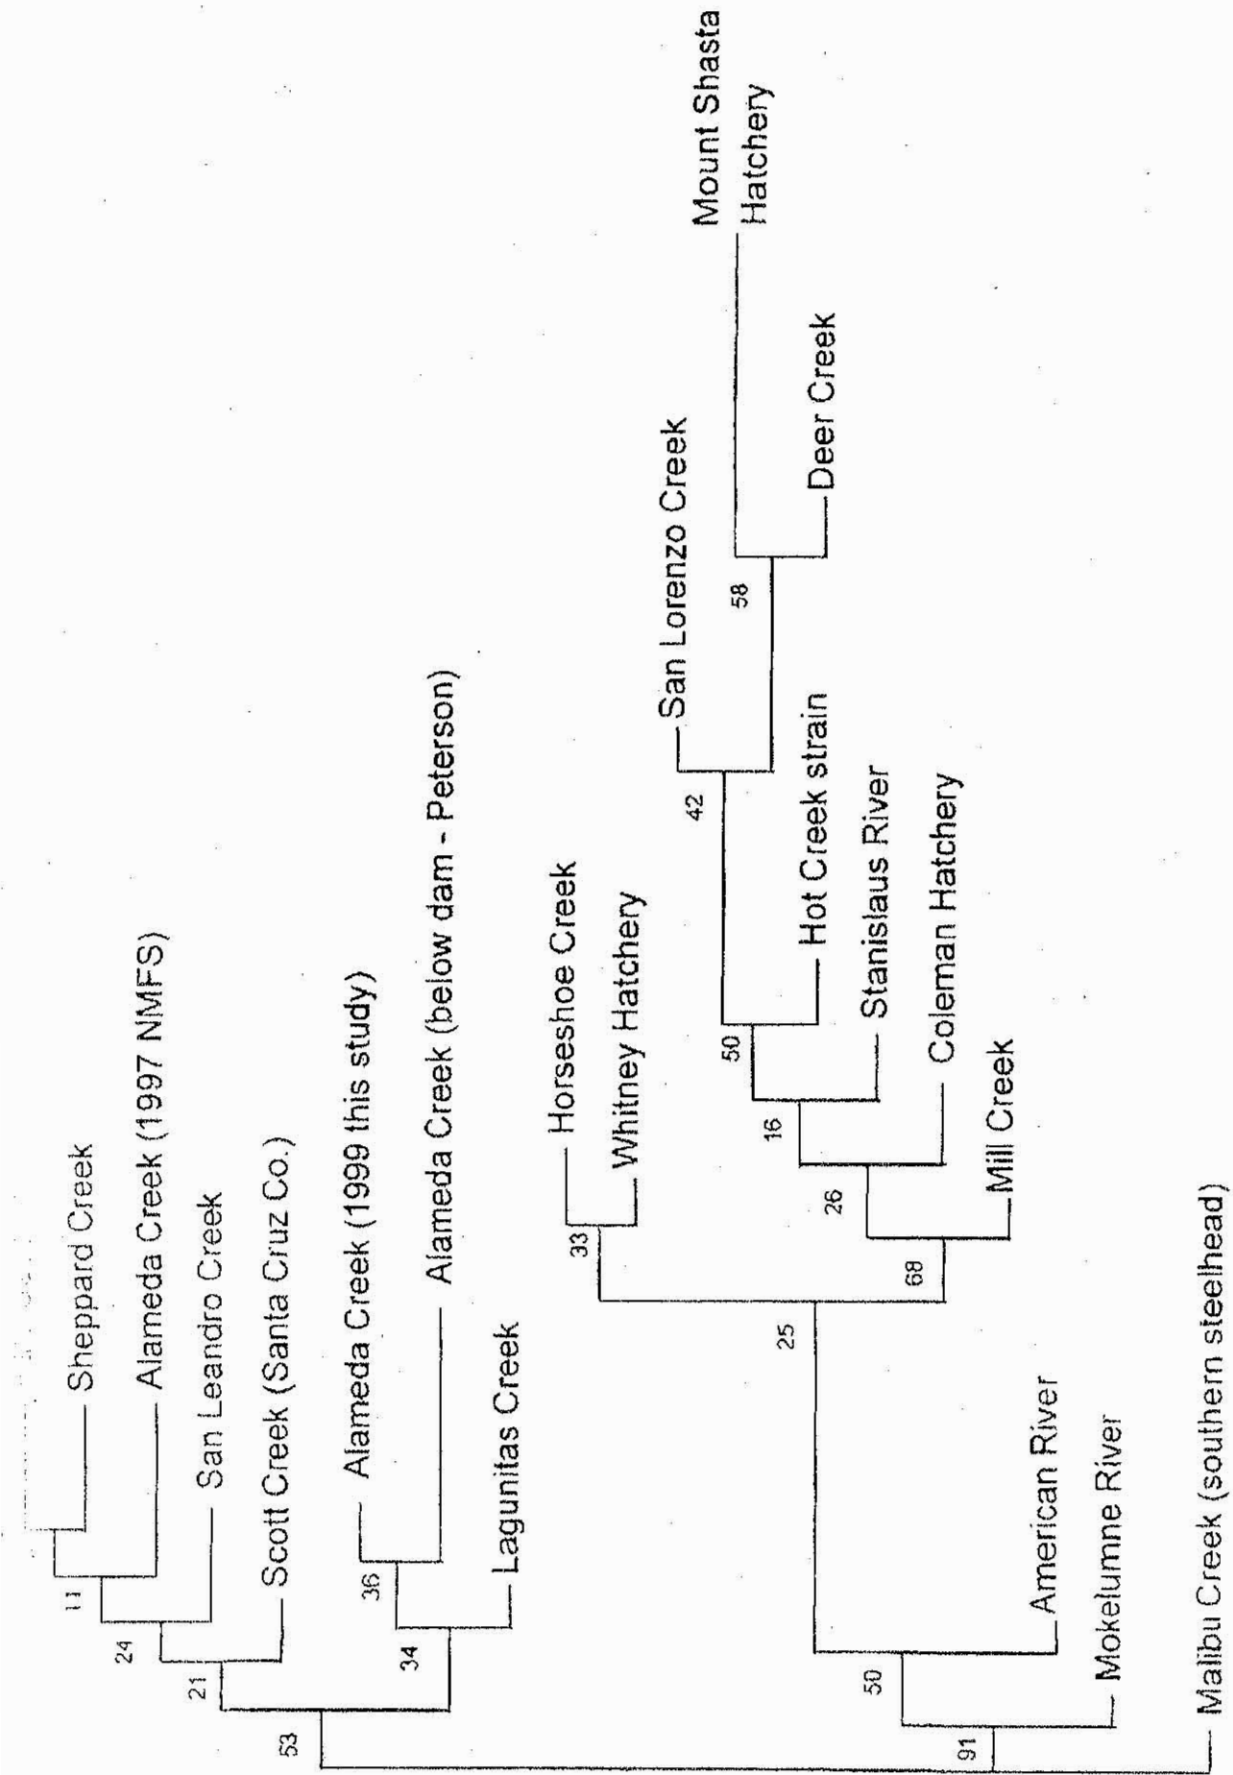 Sheppard Creek
Alameda Creek (1997 NMFS)
San Leandro Creek
Scott Creek (Santa Cruz Co.)
Alameda Creek (1999 this study)
Alameda Creek (below dam - Peterson)
Lagunitas Creek
Horseshoe Creek
Whitney Hatchery
San Lorenzo Creek
Mount Shasta
Hatchery
Deer Creek
Hot Creek strain
Stanislaus River
Coleman Hatchery
Mill Creek
American River
Mokelumne River
Malibu Creek (southern steelhead)
11
24
21
53
36
34
33
42
58
50
16
26
68
25
50
91